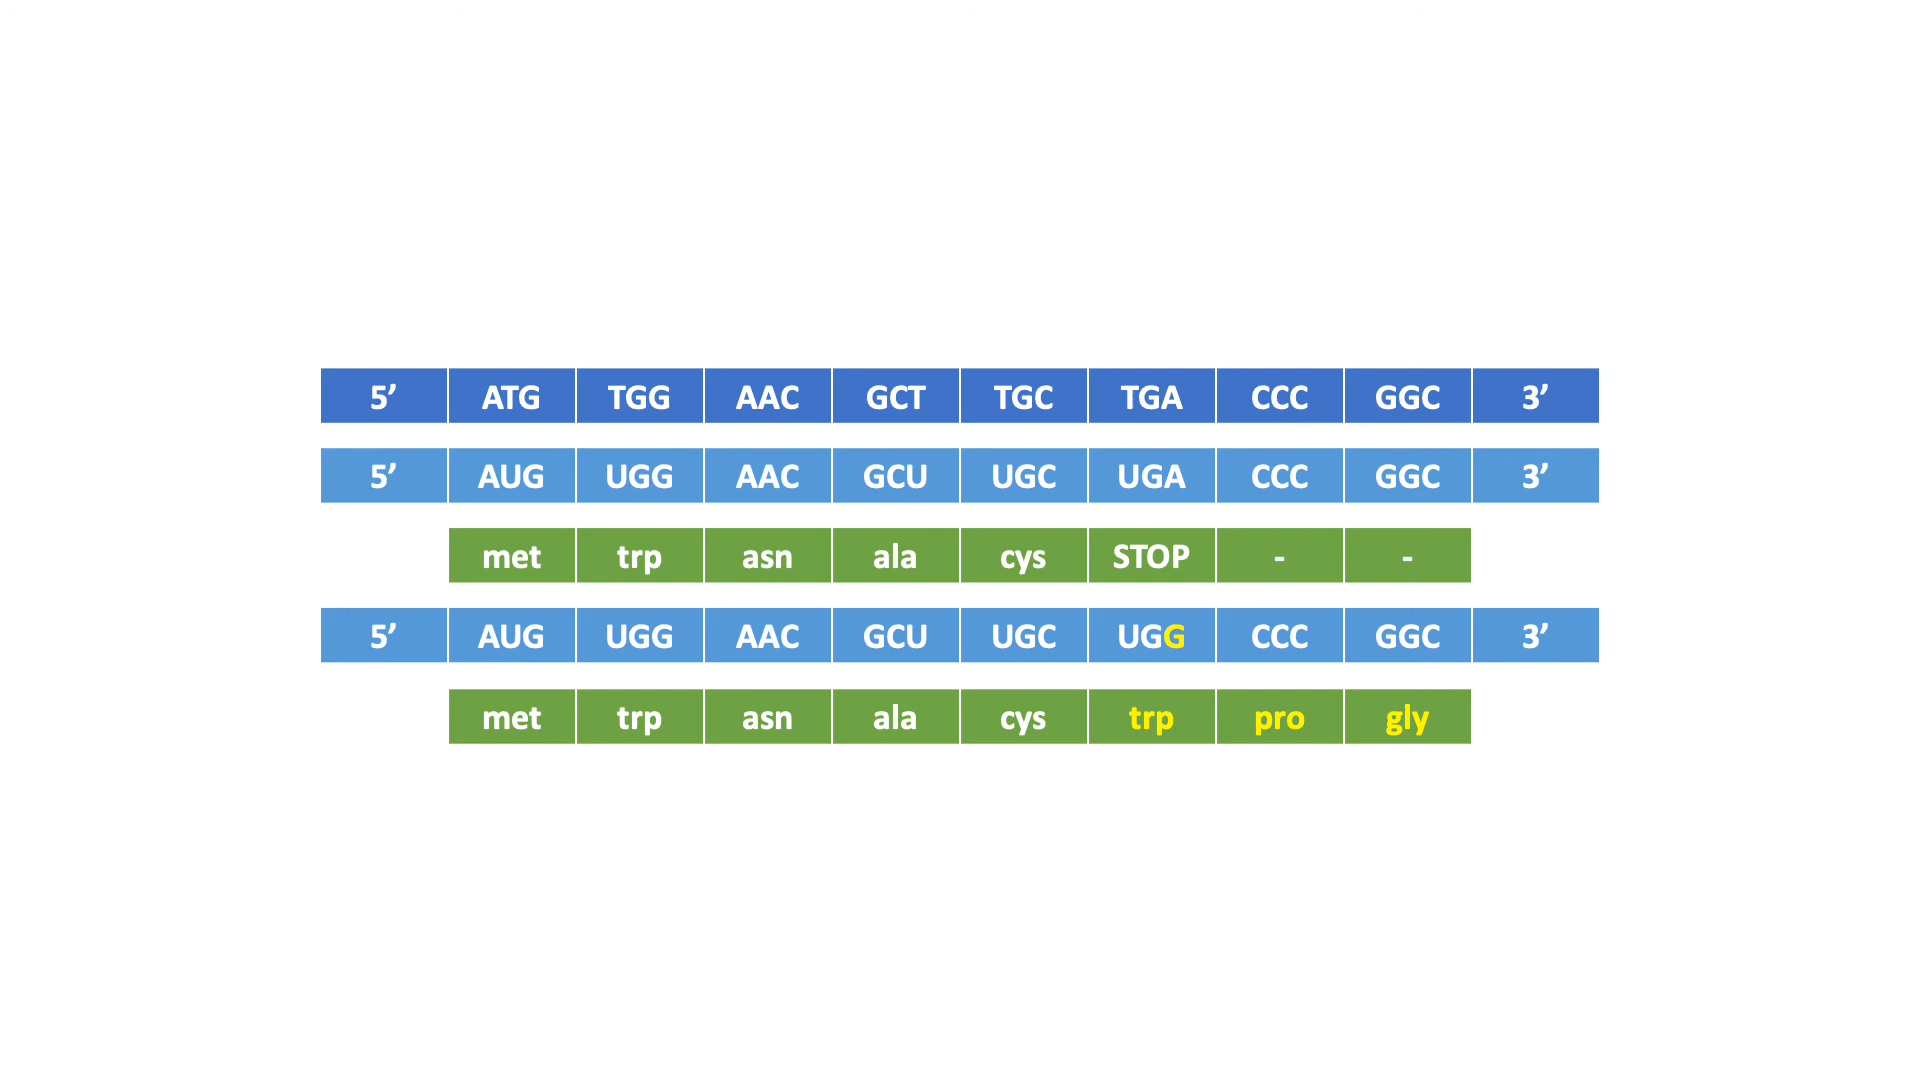 5’ ATG TGG AAC GCT TGC TGA CCC GGC 3’
5’ AUG UGG AAC GCU UGC UGA CCC GGC 3’
met trp asn ala cys STOP - -
5’ AUG UGG AAC GCU UGC UGG CCC GGC 3’
met trp asn ala cys trp pro gly